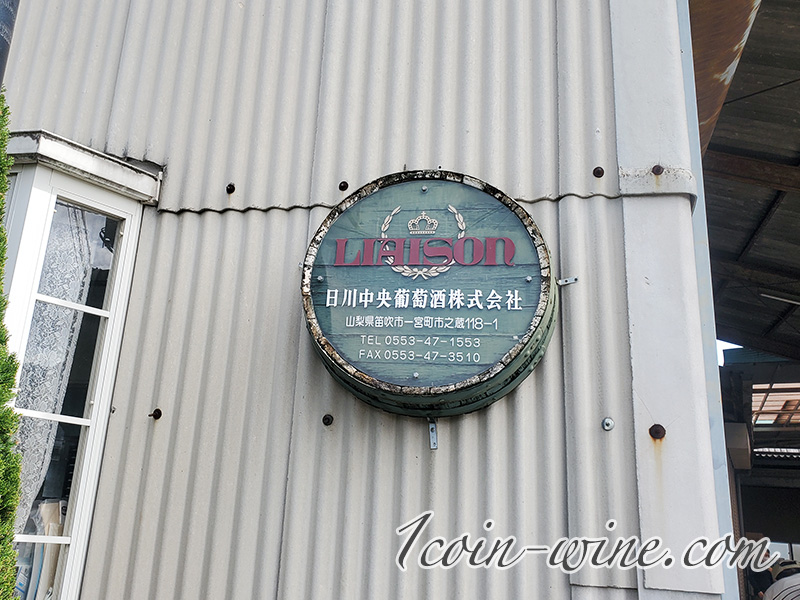 LIAISON
日川中央葡萄酒株式会社
山梨県笛吹市一宮町市之蔵118-1
TEL 0553-47-1553
FAX 0553-47-3510
1coin-wine.com